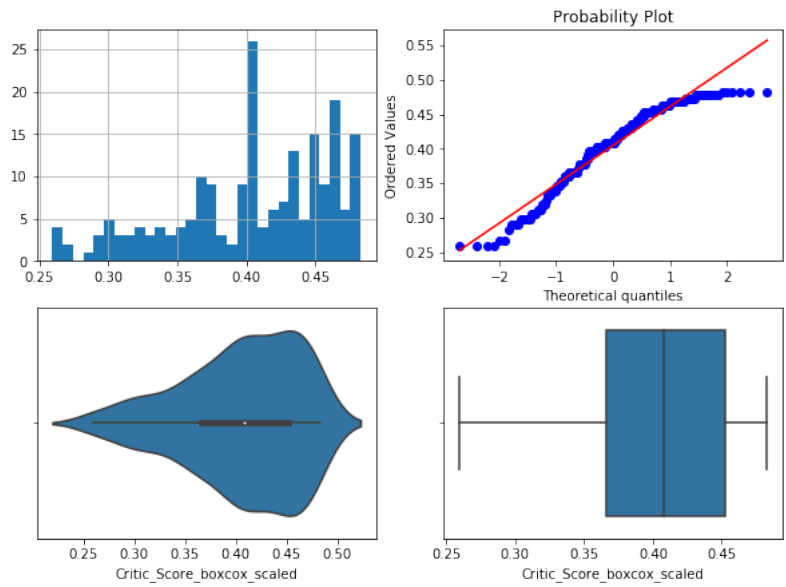 25
20
15
10
5
0
0.25 0.30 0.35 0.40 0.45
Probability Plot
Ordered Values
0.55
0.50
0.45
0.40
0.35
0.30
0.25
−2 −1 0 1 2
Theoretical quantiles
0.25 0.30 0.35 0.40 0.45 0.50
Critic_Score_boxcox_scaled
0.25 0.30 0.35 0.40 0.45
Critic_Score_boxcox_scaled